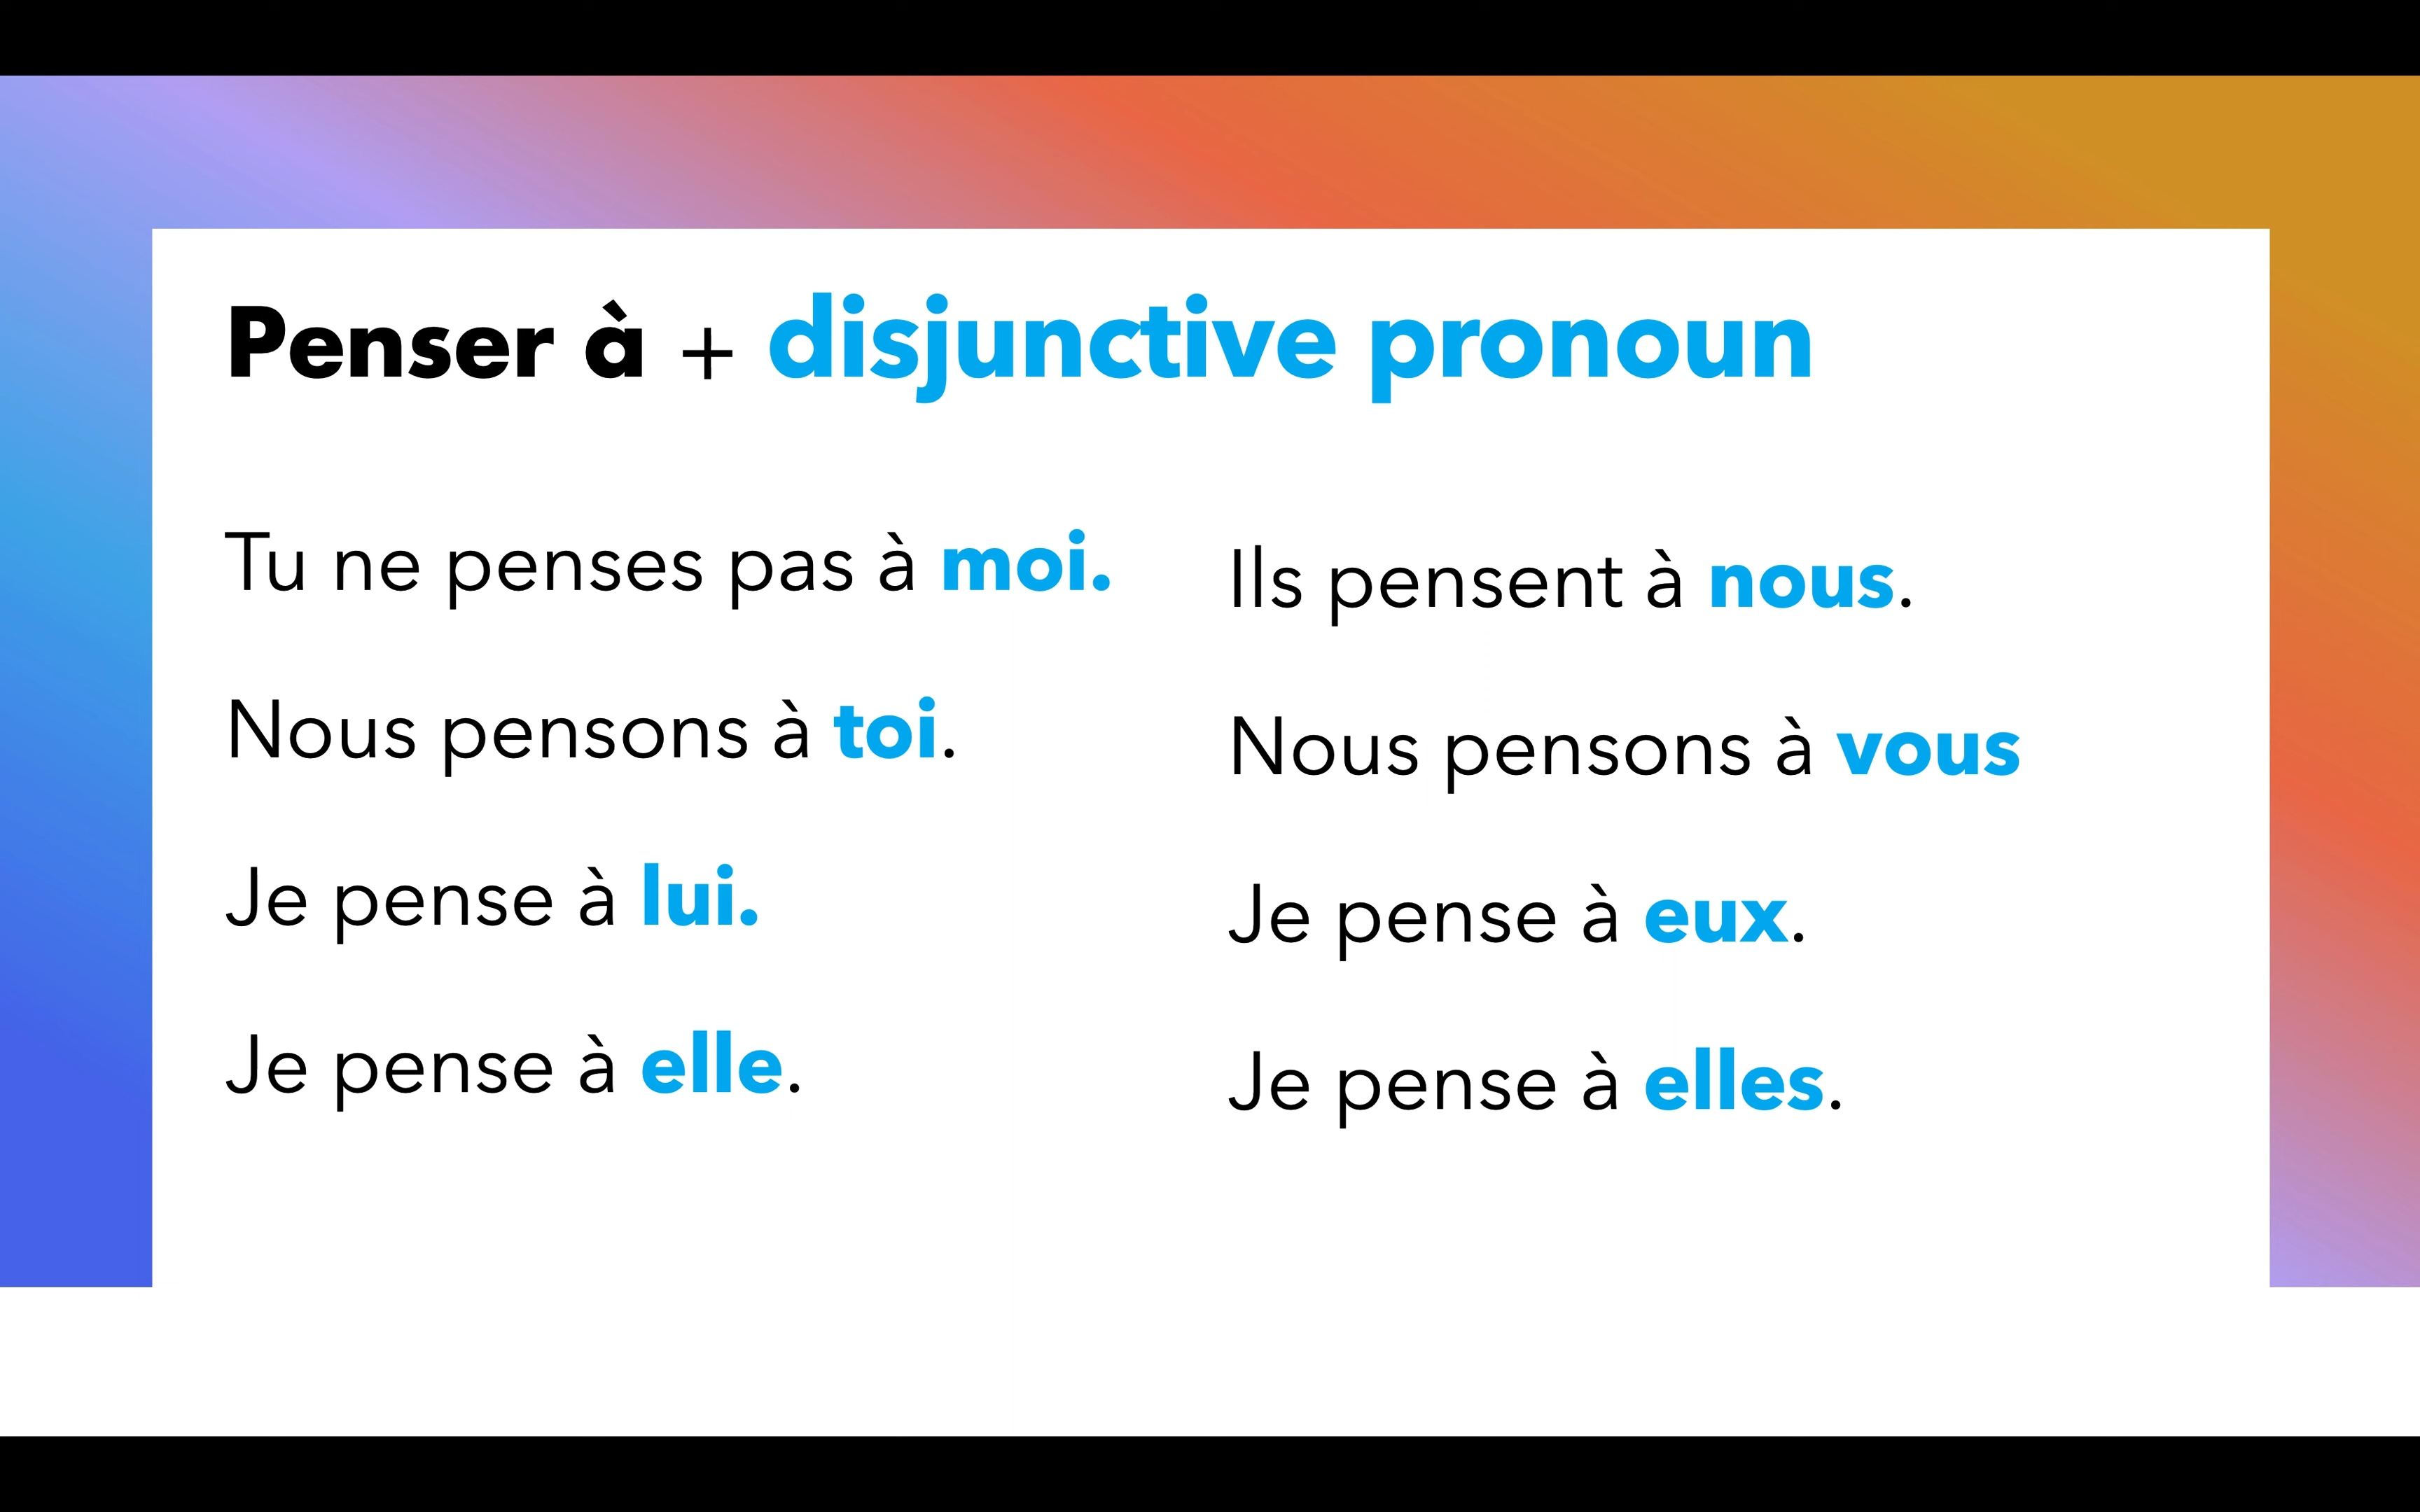 Penser à + disjunctive pronoun
Tu ne penses pas à moi.
Nous pensons à toi.
Je pense à lui.
Je pense à elle.
Ils pensent à nous.
Nous pensons à vous
Je pense à eux.
Je pense à elles.